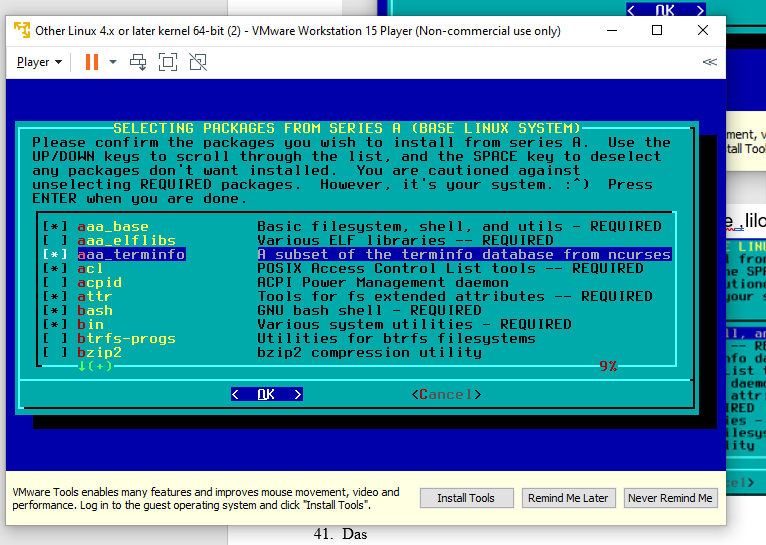 < OK >
Other Linux 4.x or later kernel 64-bit (2) - VMware Workstation 15 Player (Non-commercial use only)
Player
SELECTING PACKAGES FROM SERIES A (BASE LINUX SYSTEM)
Please confirm the packages you wish to install from series A.  Use the
UP/DOWN keys to scroll through the list, and the SPACE key to deselect
any packages you don't want installed.  You are cautioned against
unselecting REQUIRED packages.  However, it's your system. :^)  Press
ENTER when you are done.
[*] aaa_base Basic filesystem, shell, and utils - REQUIRED
[ ] aaa_elflibs Various ELF libraries -- REQUIRED
[*] aaa_terminfo A subset of the terminfo database from ncurses
[*] acl POSIX Access Control List tools -- REQUIRED
[ ] acpid ACPI Power Management daemon
[*] attr Tools for fs extended attributes -- REQUIRED
[*] bash GNU bash shell - REQUIRED
[*] bin Various system utilities - REQUIRED
[ ] btrfs-progs Utilities for btrfs filesystems
[ ] bzip2 bzip2 compression utility
↓(+) 9%
< OK > <Cancel>
VMware Tools enables many features and improves mouse movement, video and
performance. Log in to the guest operating system and click "Install Tools".
Install Tools Remind Me Later Never Remind Me
41. Das